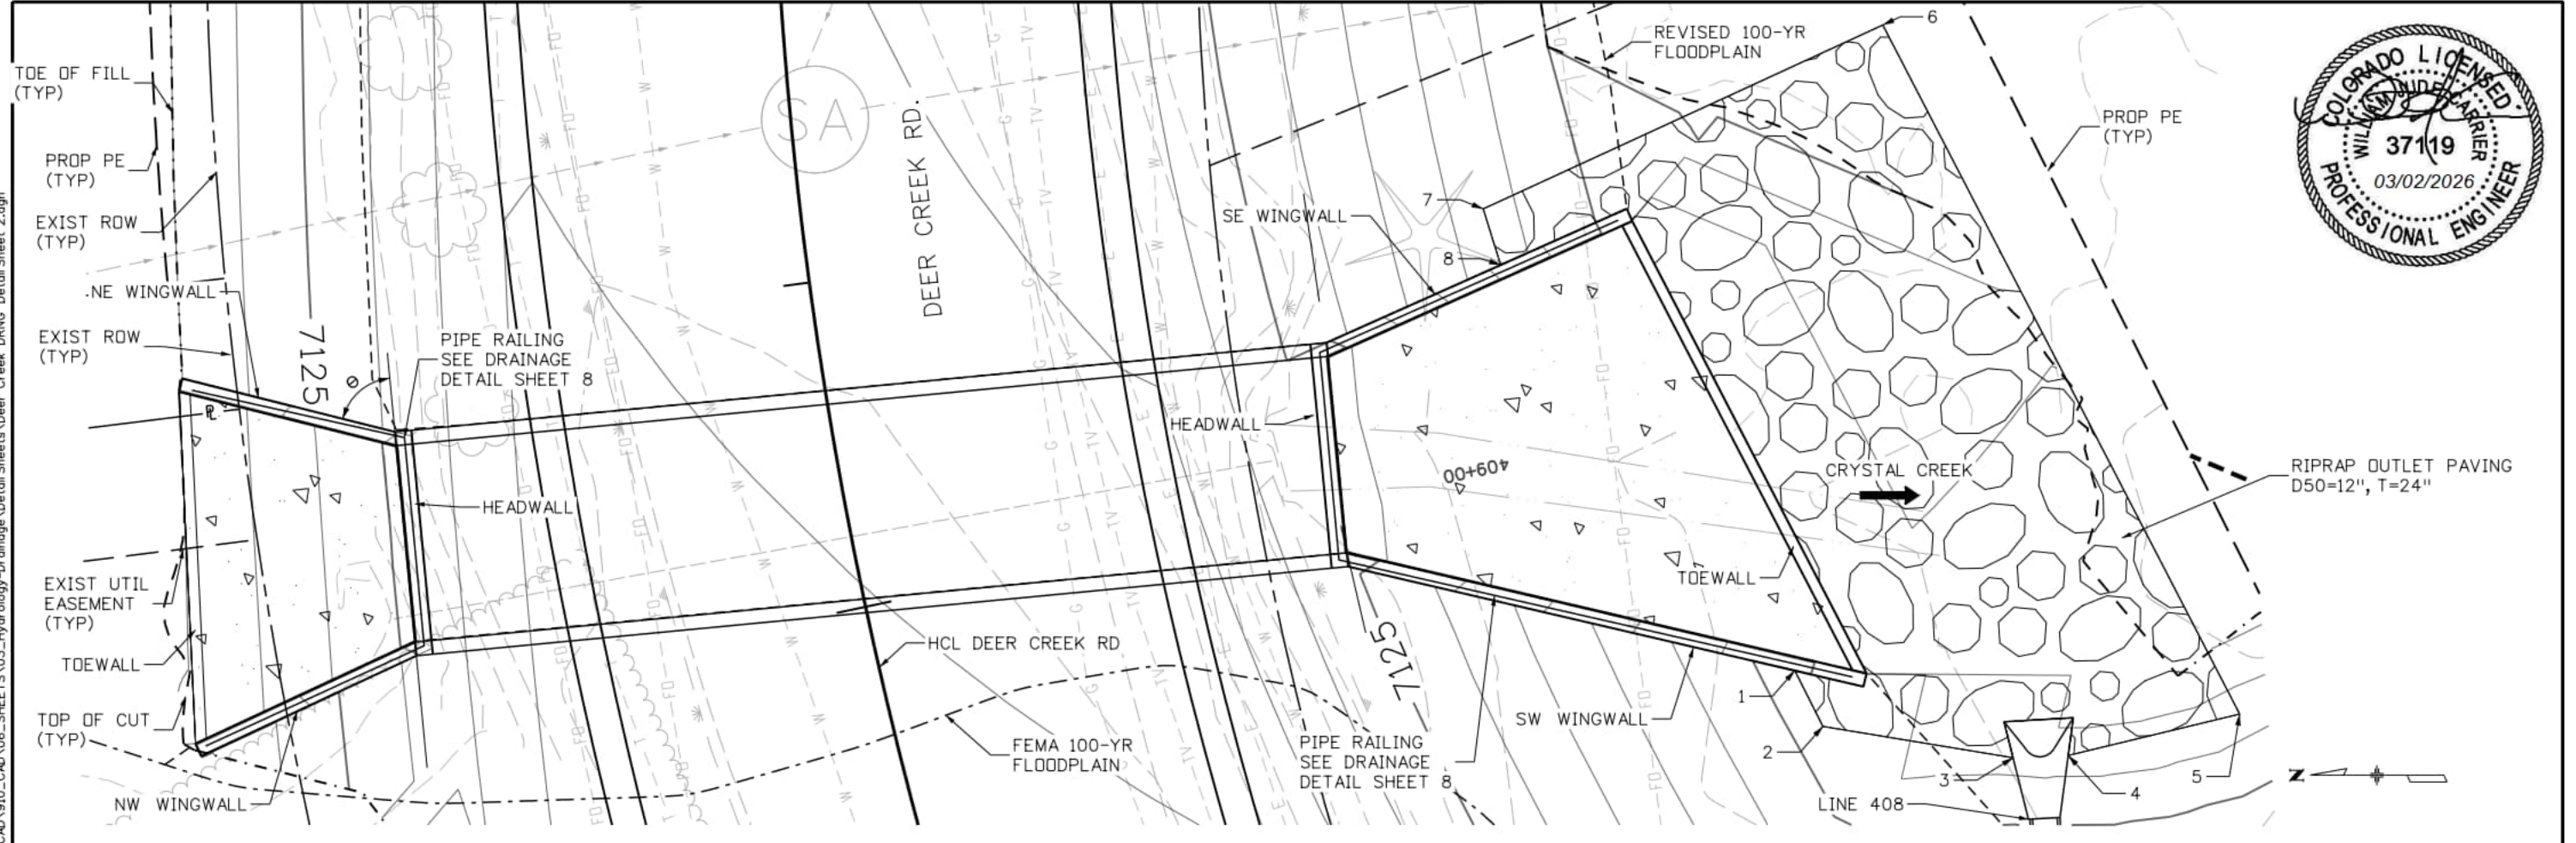 TOE OF FILL
(TYP)
PROP PE
(TYP)
EXIST ROW
(TYP)
NE WINGWALL
EXIST ROW
(TYP)
7125
Θ
PIPE RAILING
SEE DRAINAGE
DETAIL SHEET 8
HEADWALL
EXIST UTIL
EASEMENT
(TYP)
TOEWALL
TOP OF CUT
(TYP)
NW WINGWALL
SA
DEER CREEK RD.
HCL DEER CREEK RD
FEMA 100-YR
FLOODPLAIN
SE WINGWALL
HEADWALL
409+00
7125
PIPE RAILING
SEE DRAINAGE
DETAIL SHEET 8
SW WINGWALL
TOEWALL
REVISED 100-YR
FLOODPLAIN
6
7
8
CRYSTAL CREEK
1
2
3
4
5
LINE 408
PROP PE
(TYP)
RIPRAP OUTLET PAVING
D50=12", T=24"
N
COLORADO LICENSED
WILLIAM JUDE CARRIER
37119
03/02/2026
PROFESSIONAL ENGINEER